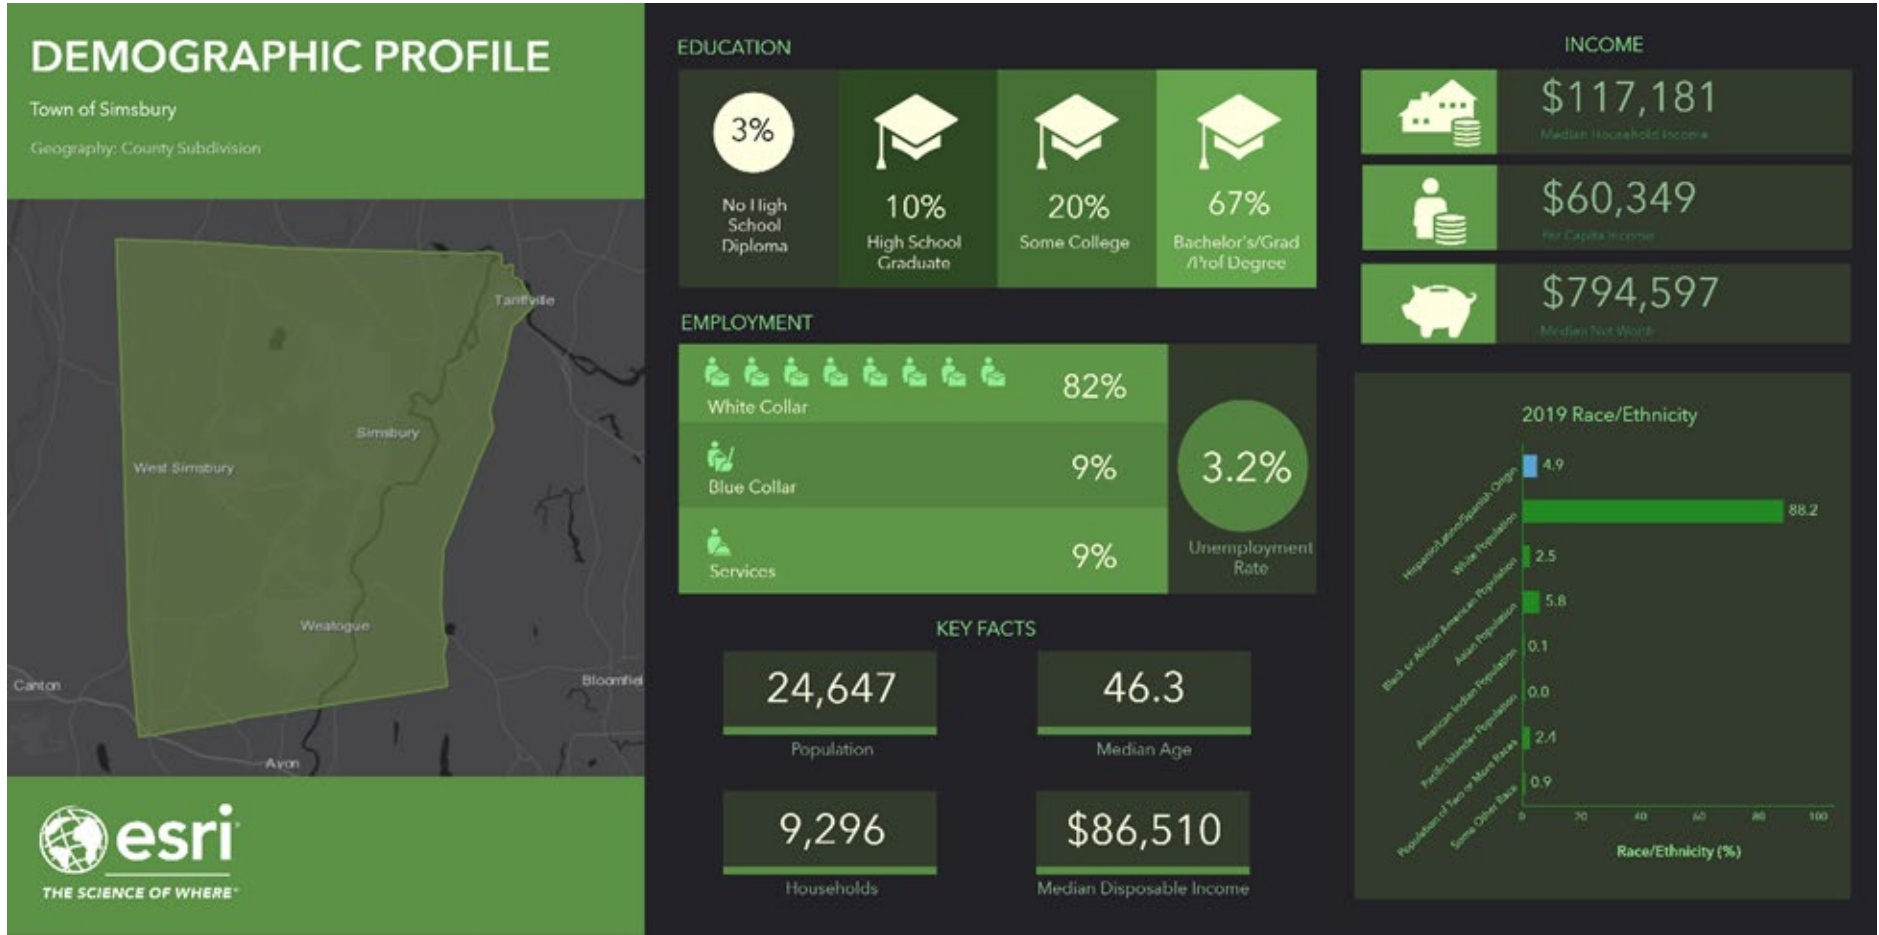 DEMOGRAPHIC PROFILE
Town of Simsbury
Geography: County Subdivision
Tariffville
Simsbury
West Simsbury
Weatogue
Canton
Bloomfiel
Avon
esri
THE SCIENCE OF WHERE®
EDUCATION
3%
No High
School
Diploma
10%
High School
Graduate
20%
Some College
67%
Bachelor's/Grad
/Prof Degree
EMPLOYMENT
White Collar
82%
Blue Collar
9%
Services
9%
3.2%
Unemployment
Rate
KEY FACTS
24,647
Population
46.3
Median Age
9,296
Households
$86,510
Median Disposable Income
INCOME
$117,181
Median Household Income
$60,349
Per Capita Income
$794,597
Median Net Worth
2019 Race/Ethnicity
Hispanic/Latino/Spanish Origin
4.9
White Population
88.2
Black or African American Population
2.5
Asian Population
5.8
American Indian Population
0.1
Pacific Islander Population
0.0
Population of Two or More Races
2.4
Some Other Race
0.9
0 20 40 60 80 100
Race/Ethnicity (%)